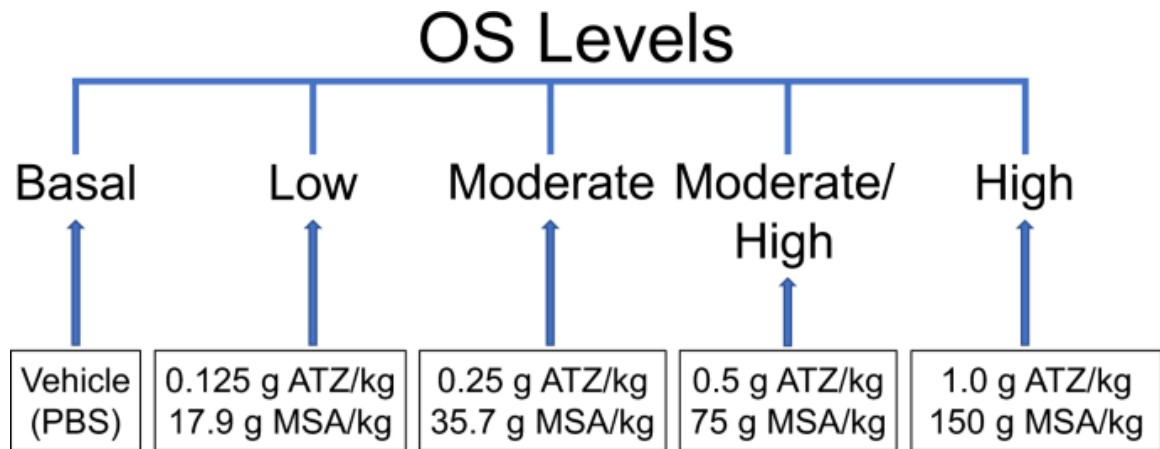 OS Levels
Basal
Low
Moderate
Moderate/
High
High
Vehicle
(PBS)
0.125 g ATZ/kg
17.9 g MSA/kg
0.25 g ATZ/kg
35.7 g MSA/kg
0.5 g ATZ/kg
75 g MSA/kg
1.0 g ATZ/kg
150 g MSA/kg